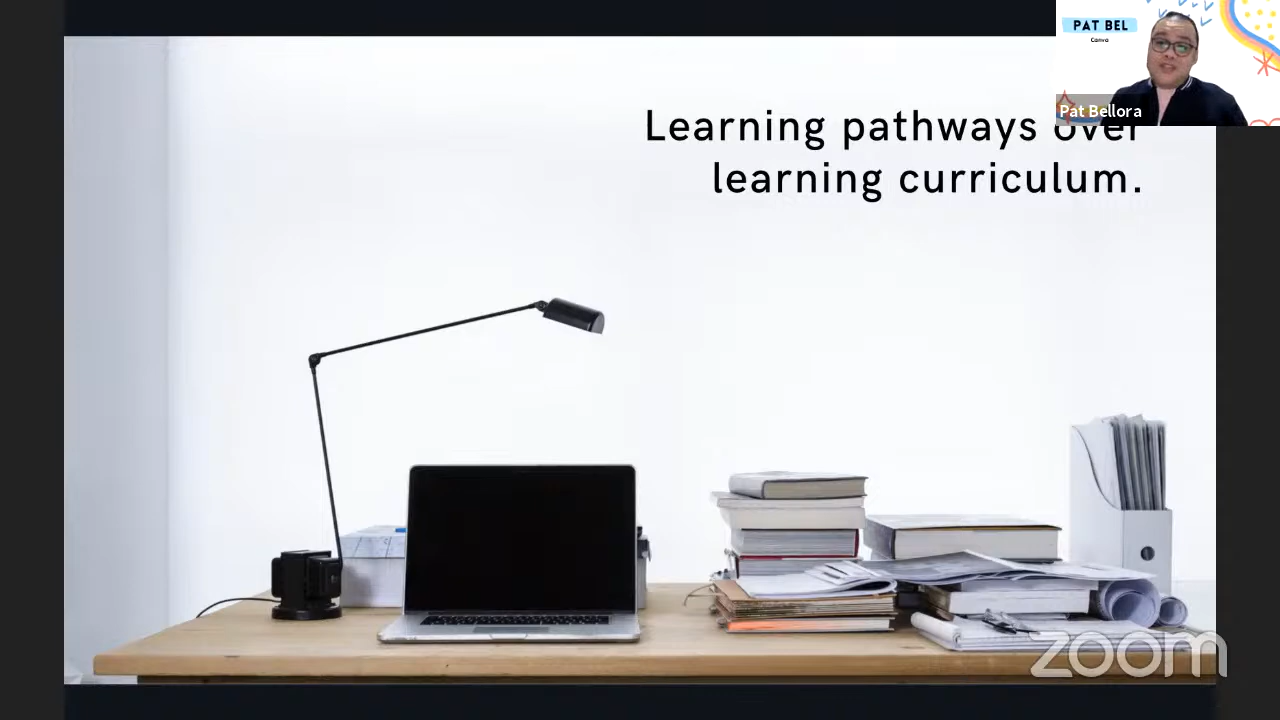 PAT BEL
Canva
Pat Bellora
Learning pathways over
learning curriculum.
zoom